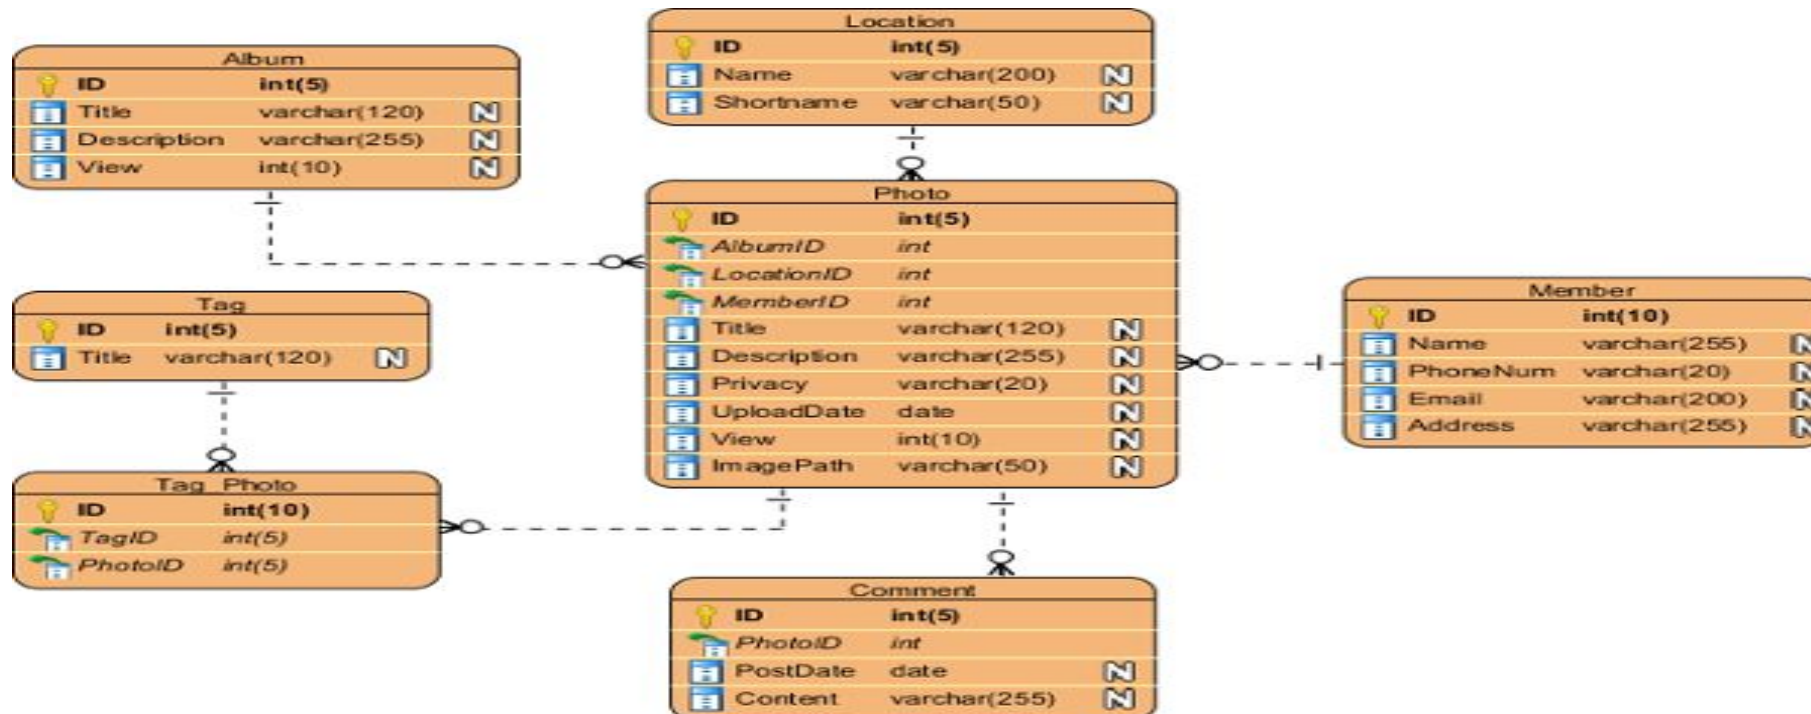 Album
ID int(5)
Title varchar(120) N
Description varchar(255) N
View int(10) N
Location
ID int(5)
Name varchar(200) N
Shortname varchar(50) N
Photo
ID int(5)
AlbumID int
LocationID int
MemberID int
Title varchar(120) N
Description varchar(255) N
Privacy varchar(20) N
UploadDate date N
View int(10) N
ImagePath varchar(50) N
Tag
ID int(5)
Title varchar(120) N
Member
ID int(10)
Name varchar(255) N
PhoneNum varchar(20) N
Email varchar(200) N
Address varchar(255) N
Tag_Photo
ID int(10)
TagID int(5)
PhotoID int(5)
Comment
ID int(5)
PhotoID int
PostDate date N
Content varchar(255) N